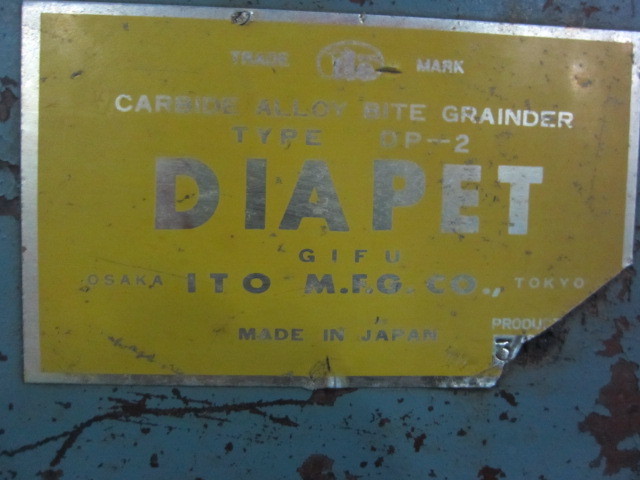 TRADE MARK
CARBIDE ALLOY BITE GRAINDER
TYPE DP-2
DIAPET
GIFU
OSAKA ITO M.F.G. CO., TOKYO
MADE IN JAPAN